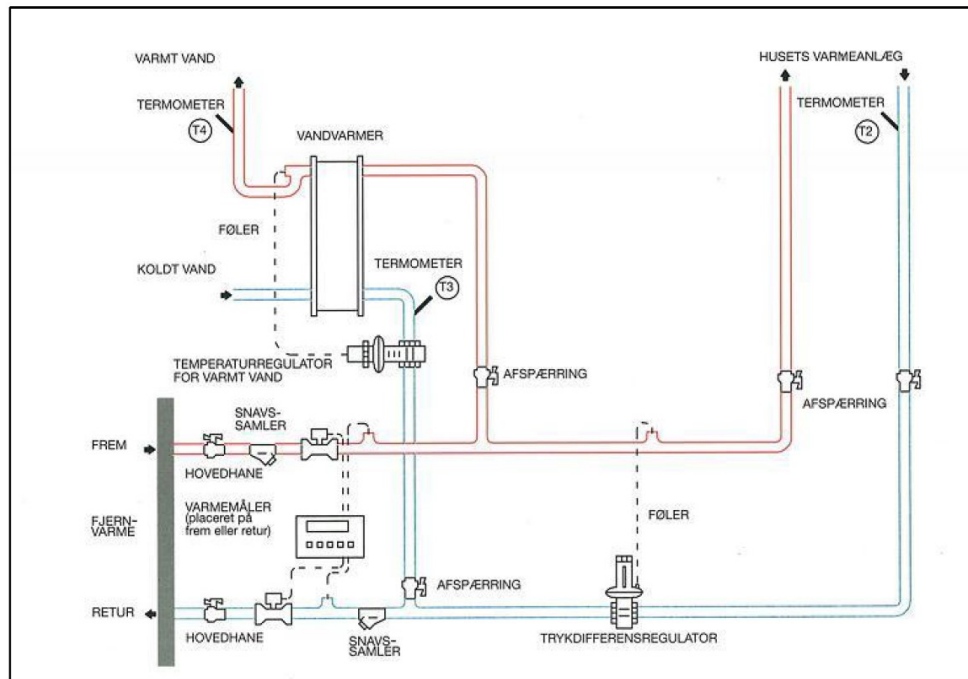 VARMT VAND
HUSETS VARMEANLÆG
TERMOMETER
T4
VANDVARMER
TERMOMETER
T2
FØLER
KOLDT VAND
TERMOMETER
T3
TEMPERATURREGULATOR
FOR VARMT VAND
AFSPÆRRING
AFSPÆRRING
SNAVS-
SAMLER
FREM
HOVEDHANE
FJERN-
VARME
VARMEMÅLER
(placeret på
frem eller retur)
FØLER
AFSPÆRRING
RETUR
HOVEDHANE
SNAVS-
SAMLER
TRYKDIFFERENSREGULATOR